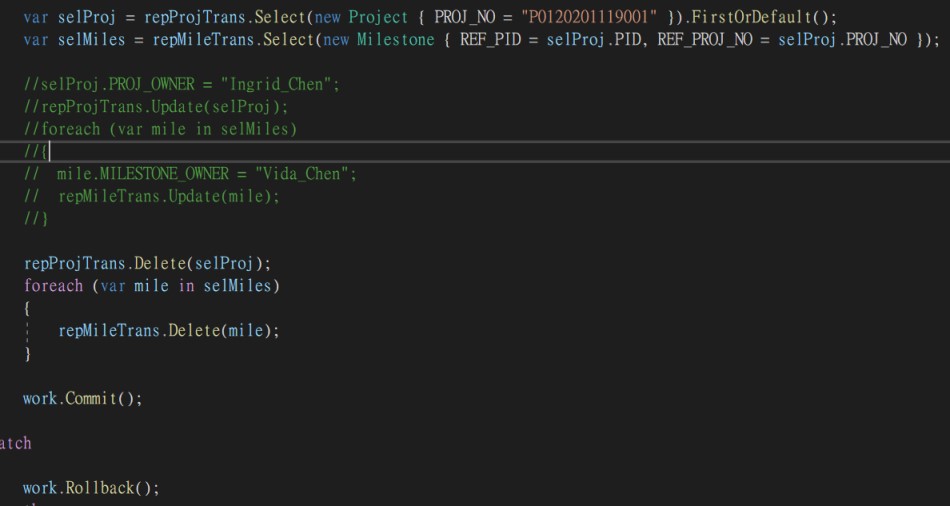 var selProj = repProjTrans.Select(new Project { PROJ_NO = "P0120201119001" }).FirstOrDefault();
var selMiles = repMileTrans.Select(new Milestone { REF_PID = selProj.PID, REF_PROJ_NO = selProj.PROJ_NO });
//selProj.PROJ_OWNER = "Ingrid_Chen";
//repProjTrans.Update(selProj);
//foreach (var mile in selMiles)
//{
//  mile.MILESTONE_OWNER = "Vida_Chen";
//  repMileTrans.Update(mile);
//}
repProjTrans.Delete(selProj);
foreach (var mile in selMiles)
{
    repMileTrans.Delete(mile);
}
work.Commit();
atch
work.Rollback();